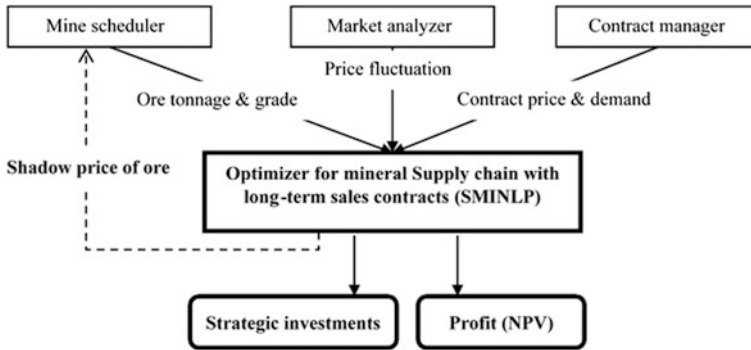 Mine scheduler
Market analyzer
Contract manager
Price fluctuation
Ore tonnage & grade
Contract price & demand
Shadow price of ore
Optimizer for mineral Supply chain with
long-term sales contracts (SMINLP)
Strategic investments
Profit (NPV)